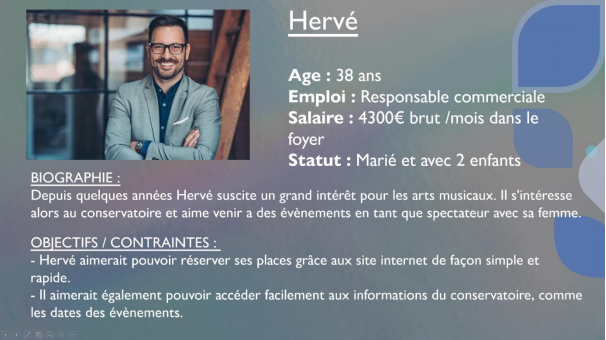 Hervé
Age : 38 ans
Emploi : Responsable commerciale
Salaire : 4300€ brut /mois dans le
foyer
Statut : Marié et avec 2 enfants
BIOGRAPHIE :
Depuis quelques années Hervé suscite un grand intérêt pour les arts musicaux. Il s'intéresse
alors au conservatoire et aime venir a des évènements en tant que spectateur avec sa femme.
OBJECTIFS / CONTRAINTES :
- Hervé aimerait pouvoir réserver ses places grâce aux site internet de façon simple et
rapide.
- Il aimerait également pouvoir accéder facilement aux informations du conservatoire, comme
les dates des évènements.